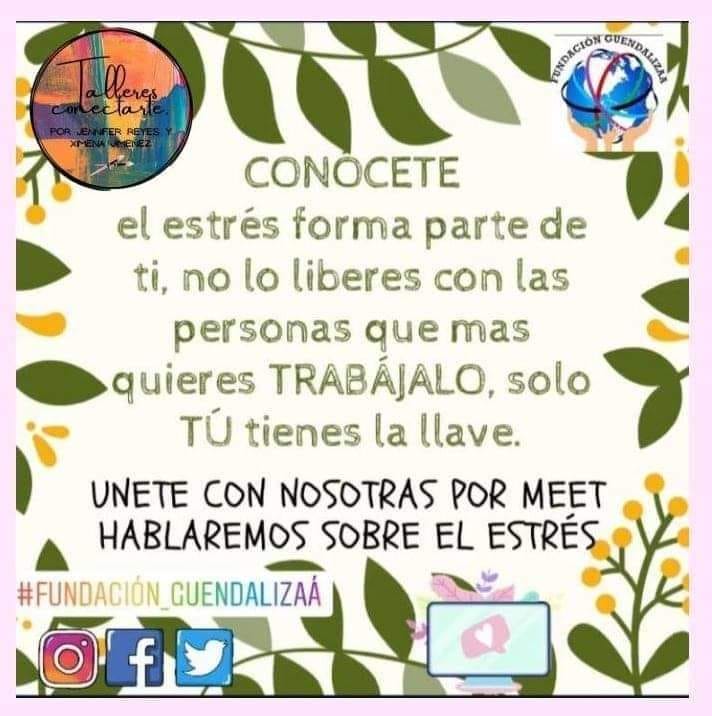 Talleres
conectarte.
POR JENNIFER REYES Y
XIMENA JIMENEZ
FUNDACIÓN GUENDALIZAÁ
CONÓCETE
el estrés forma parte de
ti, no lo liberes con las
personas que mas
quieres TRABÁJALO, solo
TÚ tienes la llave.
UNETE CON NOSOTRAS POR MEET
HABLAREMOS SOBRE EL ESTRÉS
#FUNDACIÓN_GUENDALIZAÁ